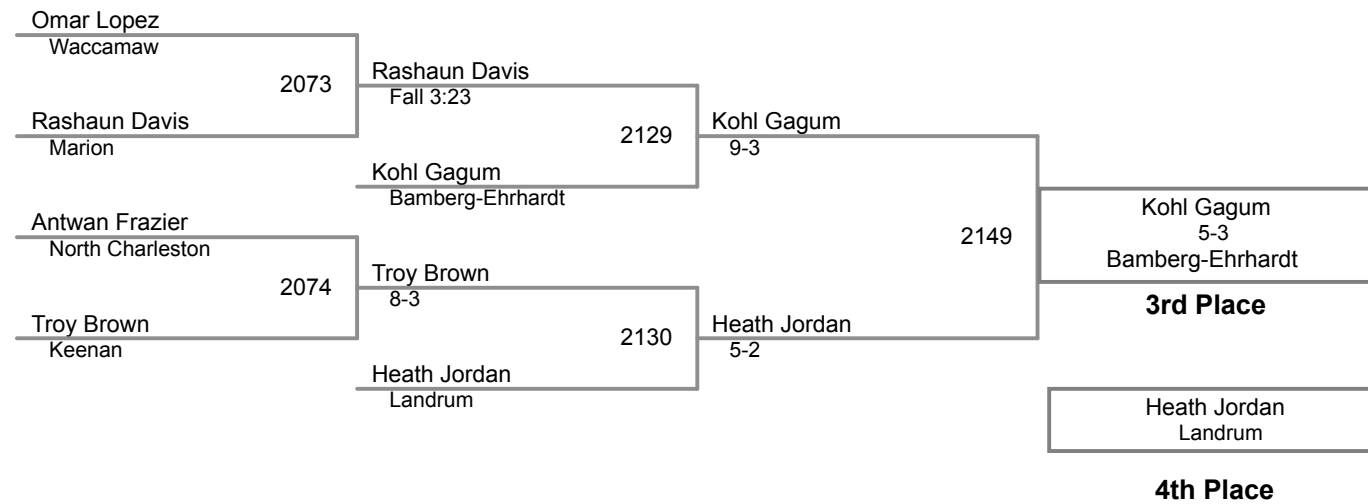 Omar Lopez
Waccamaw
2073
Rashaun Davis
Marion
Rashaun Davis
Fall 3:23
2129
Kohl Gagum
Bamberg-Ehrhardt
Kohl Gagum
9-3
Antwan Frazier
North Charleston
2074
Troy Brown
Keenan
Troy Brown
8-3
2130
Heath Jordan
Landrum
Heath Jordan
5-2
2149
Kohl Gagum
5-3
Bamberg-Ehrhardt
3rd Place
Heath Jordan
Landrum
4th Place